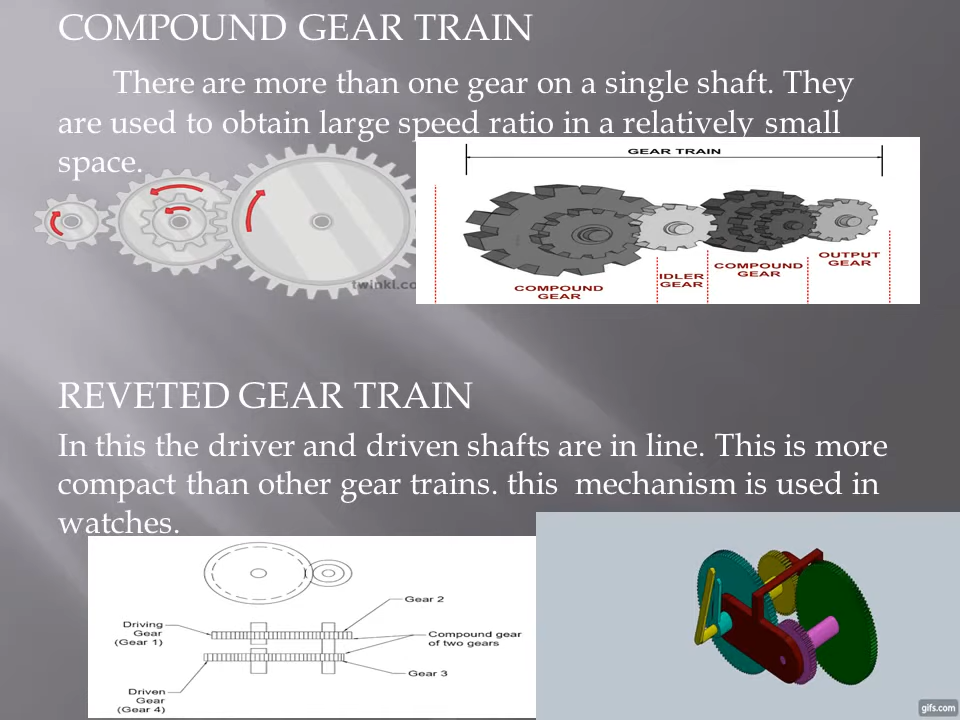 COMPOUND GEAR TRAIN
There are more than one gear on a single shaft. They
are used to obtain large speed ratio in a relatively small
space.
GEAR TRAIN
COMPOUND
GEAR
IDLER
GEAR
COMPOUND
GEAR
OUTPUT
GEAR
REVETED GEAR TRAIN
In this the driver and driven shafts are in line. This is more
compact than other gear trains. this mechanism is used in
watches.
Gear 2
Driving
Gear
(Gear 1)
Compound gear
of two gears
Gear 3
Driven
Gear
(Gear 4)
gifs.com